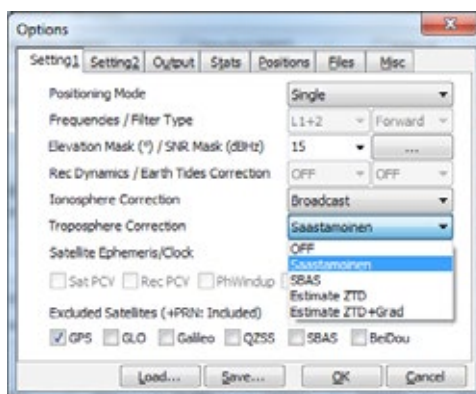 Options
Setting1 Setting2 Output Stats Positions Files Misc
Positioning Mode Single
Frequencies / Filter Type L1+2 Forward
Elevation Mask (°) / SNR Mask (dBHz) 15 ...
Rec Dynamics / Earth Tides Correction OFF OFF
Ionosphere Correction Broadcast
Troposphere Correction Saastamoinen
OFF
Satellite Ephemeris/Clock
Saastamoinen
SBAS
Sat PCV Rec PCV PhWindup
Estimate ZTD
Estimate ZTD+Grad
Excluded Satellites (+PRN: Included)
GPS GLO Galileo QZSS SBAS BeiDou
Load... Save... OK Cancel